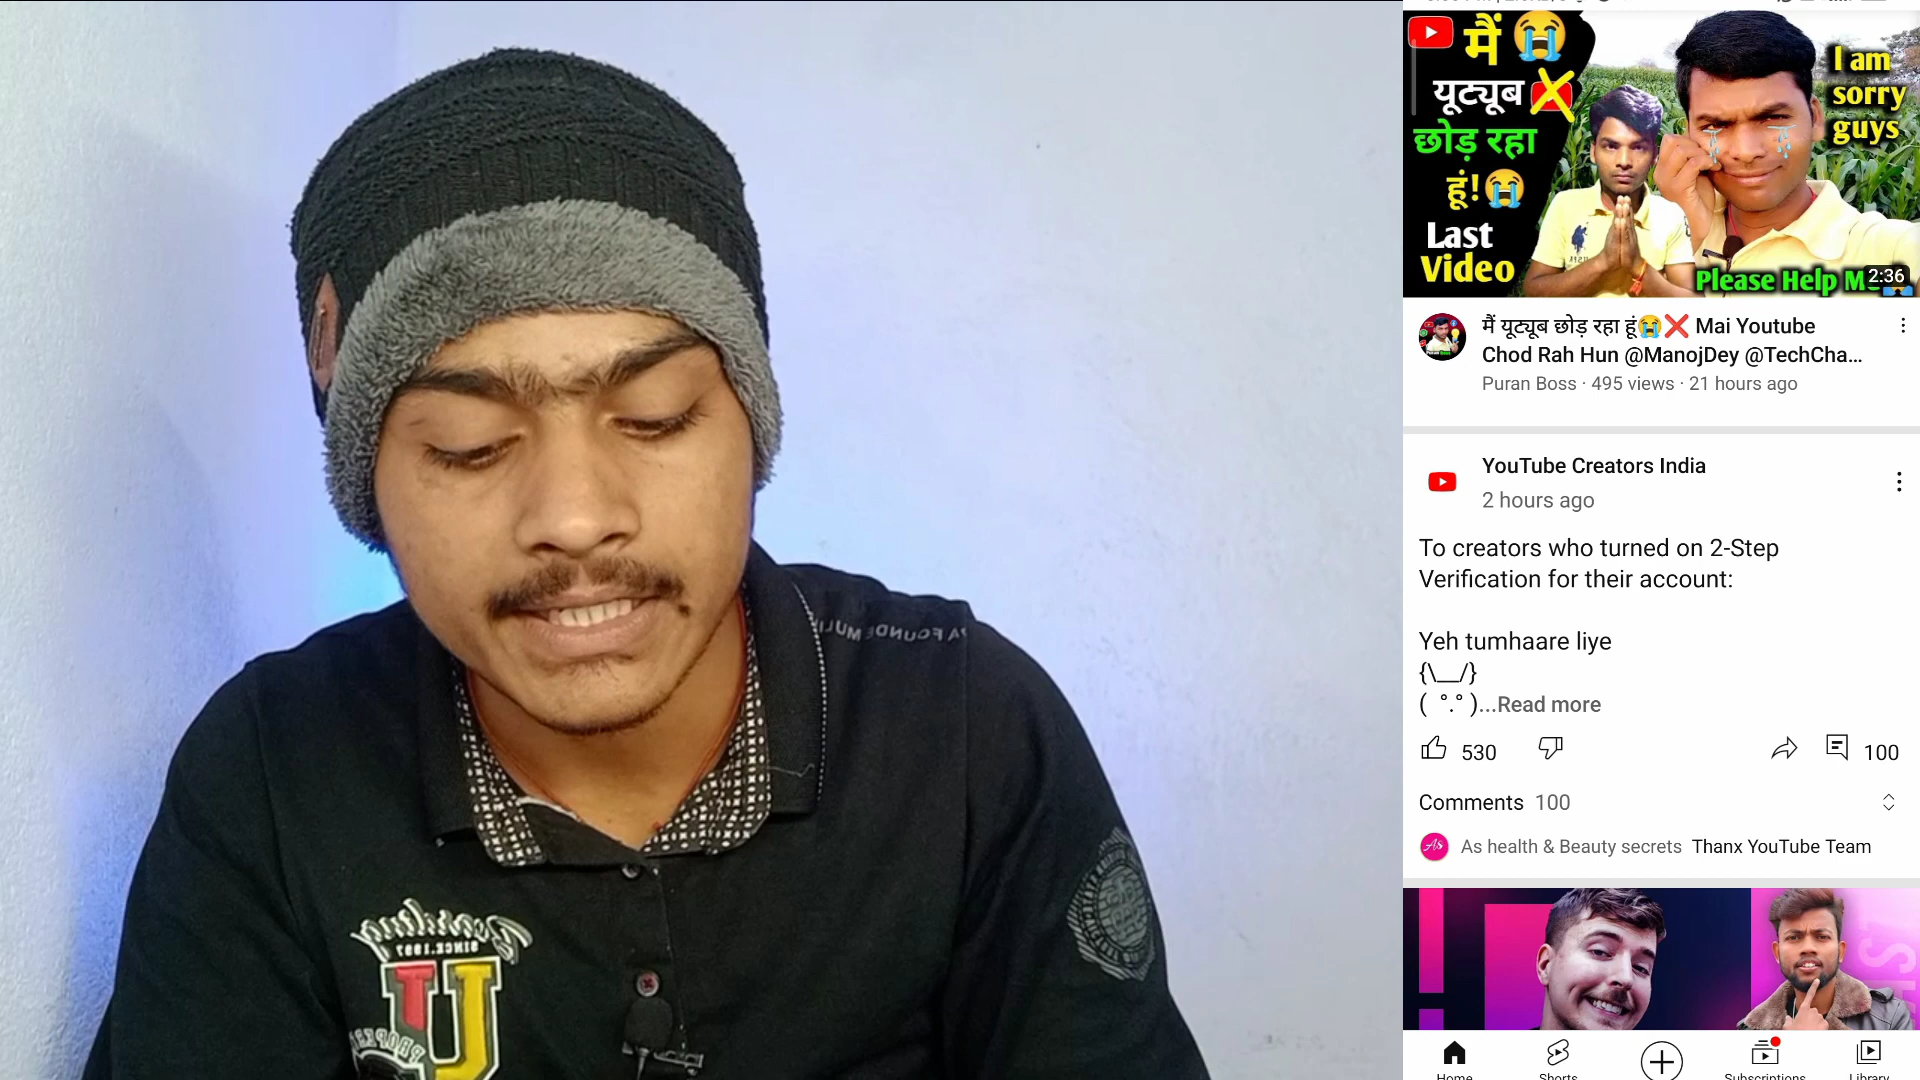 मैं 😭
यूट्यूब
छोड़ रहा
हूं!😭
Last
Video
I am
sorry
guys
Please Help M
2:36
मैं यूट्यूब छोड़ रहा हूं😭❌ Mai Youtube
Chod Rah Hun @ManojDey @TechCha...
Puran Boss · 495 views · 21 hours ago
YouTube Creators India
2 hours ago
To creators who turned on 2-Step
Verification for their account:
Yeh tumhaare liye
{\__/}
( °.° )...Read more
530
100
Comments 100
As health & Beauty secrets Thanx YouTube Team
Home
Shorts
Subscriptions
Library
SINCE.1997
U